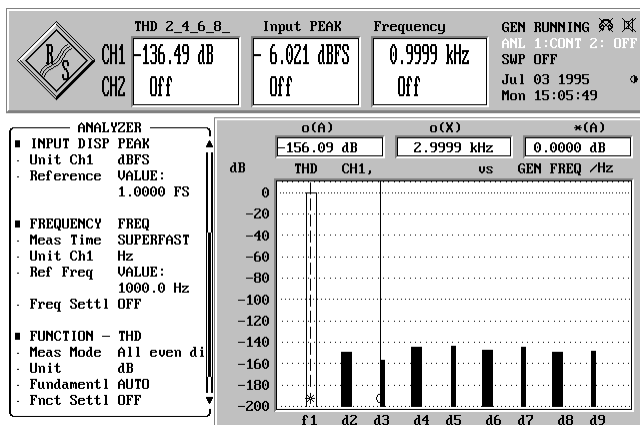 THD 2_4_6_8_ Input PEAK Frequency
GEN RUNNING
ANL 1:CONT 2: OFF
SWP OFF
Jul 03 1995
Mon 15:05:49
R S
CH1 -136.49 dB - 6.021 dBFS 0.9999 kHz
CH2 Off Off Off
ANALYZER
INPUT DISP PEAK
Unit Ch1 dBFS
Reference VALUE:
1.0000 FS
FREQUENCY FREQ
Meas Time SUPERFAST
Unit Ch1 Hz
Ref Freq VALUE:
1000.0 Hz
Freq Settl OFF
FUNCTION - THD
Meas Mode All even di
Unit dB
Fundamentl AUTO
Fnct Settl OFF
o(A) o(X) *(A)
-156.09 dB 2.9999 kHz 0.0000 dB
dB THD CH1, vs GEN FREQ /Hz
0
-20
-40
-60
-80
-100
-120
-140
-160
-180
-200
f1 d2 d3 d4 d5 d6 d7 d8 d9